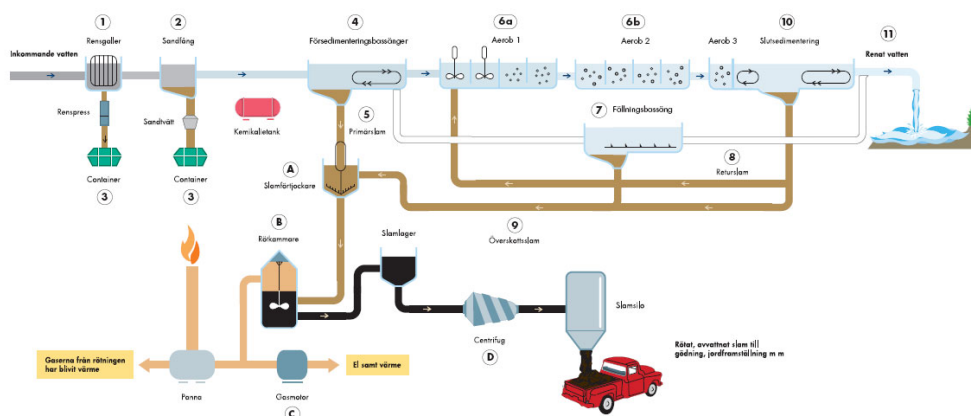 1
Rensgaller
2
Sandfång
4
Försedimenteringsbassänger
6a
Aerob 1
6b
Aerob 2
Aerob 3
10
Slutsedimentering
11
Renat vatten
Inkommande vatten
Renspress
Sandtvätt
Kemikalietank
5
Primärslam
7
Fällningsbassäng
8
Returslam
Container
3
Container
3
A
Slamförtjockare
9
Överskottsslam
B
Rötkammare
Slamlager
Centrifug
D
Slamsilo
Rötat, avvattnat slam till
gödning, jordframställning m m
Gaserna från rötningen
har blivit värme
Panna
Gasmotor
C
El samt värme